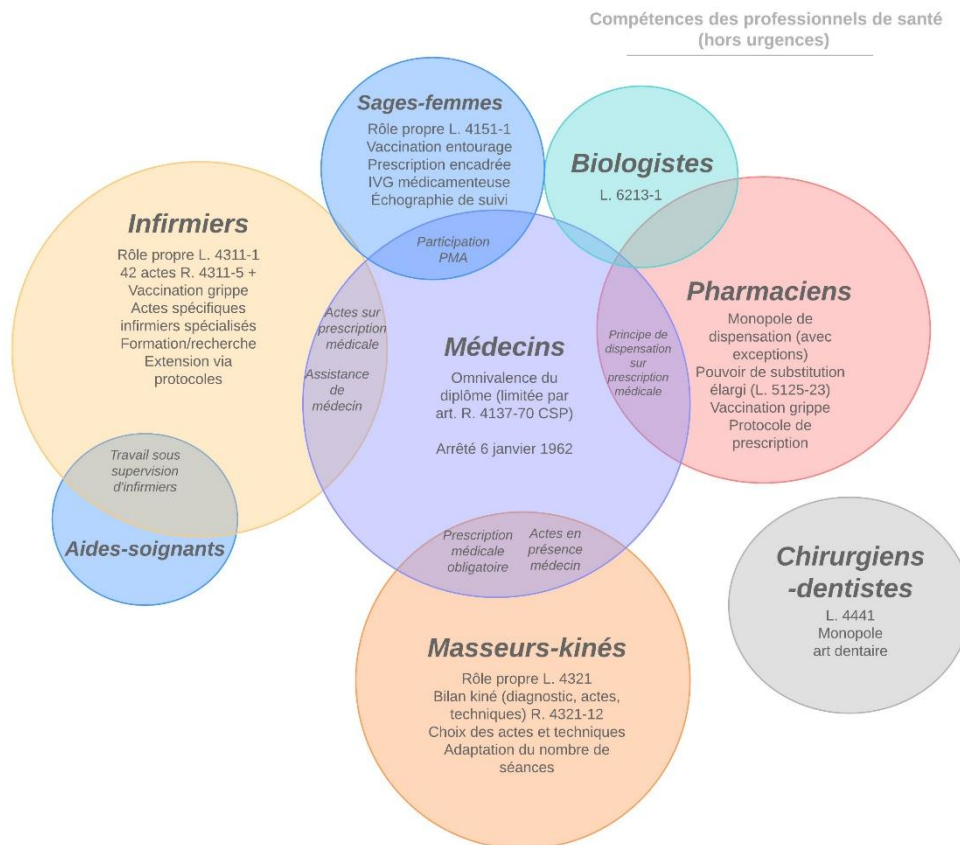 Compétences des professionnels de santé
(hors urgences)
Sages-femmes
Rôle propre L. 4151-1
Vaccination entourage
Prescription encadrée
IVG médicamenteuse
Échographie de suivi
Participation
PMA
Biologistes
L. 6213-1
Infirmiers
Rôle propre L. 4311-1
42 actes R. 4311-5 +
Vaccination grippe
Actes spécifiques
infirmiers spécialisés
Formation/recherche
Extension via
protocoles
Actes sur
prescription
médicale
Assistance
de
médecin
Médecins
Omnivalence du
diplôme (limitée par
art. R. 4137-70 CSP)
Arrêté 6 janvier 1962
Principe de
dispensation
sur
prescription
médicale
Pharmaciens
Monopole de
dispensation (avec
exceptions)
Pouvoir de substitution
élargi (L. 5125-23)
Vaccination grippe
Protocole de
prescription
Travail sous
supervision
d'infirmiers
Aides-soignants
Prescription
médicale
obligatoire
Actes en
présence
médecin
Masseurs-kinés
Rôle propre L. 4321
Bilan kiné (diagnostic, actes,
techniques) R. 4321-12
Choix des actes et techniques
Adaptation du nombre de
séances
Chirurgiens
-dentistes
L. 4441
Monopole
art dentaire